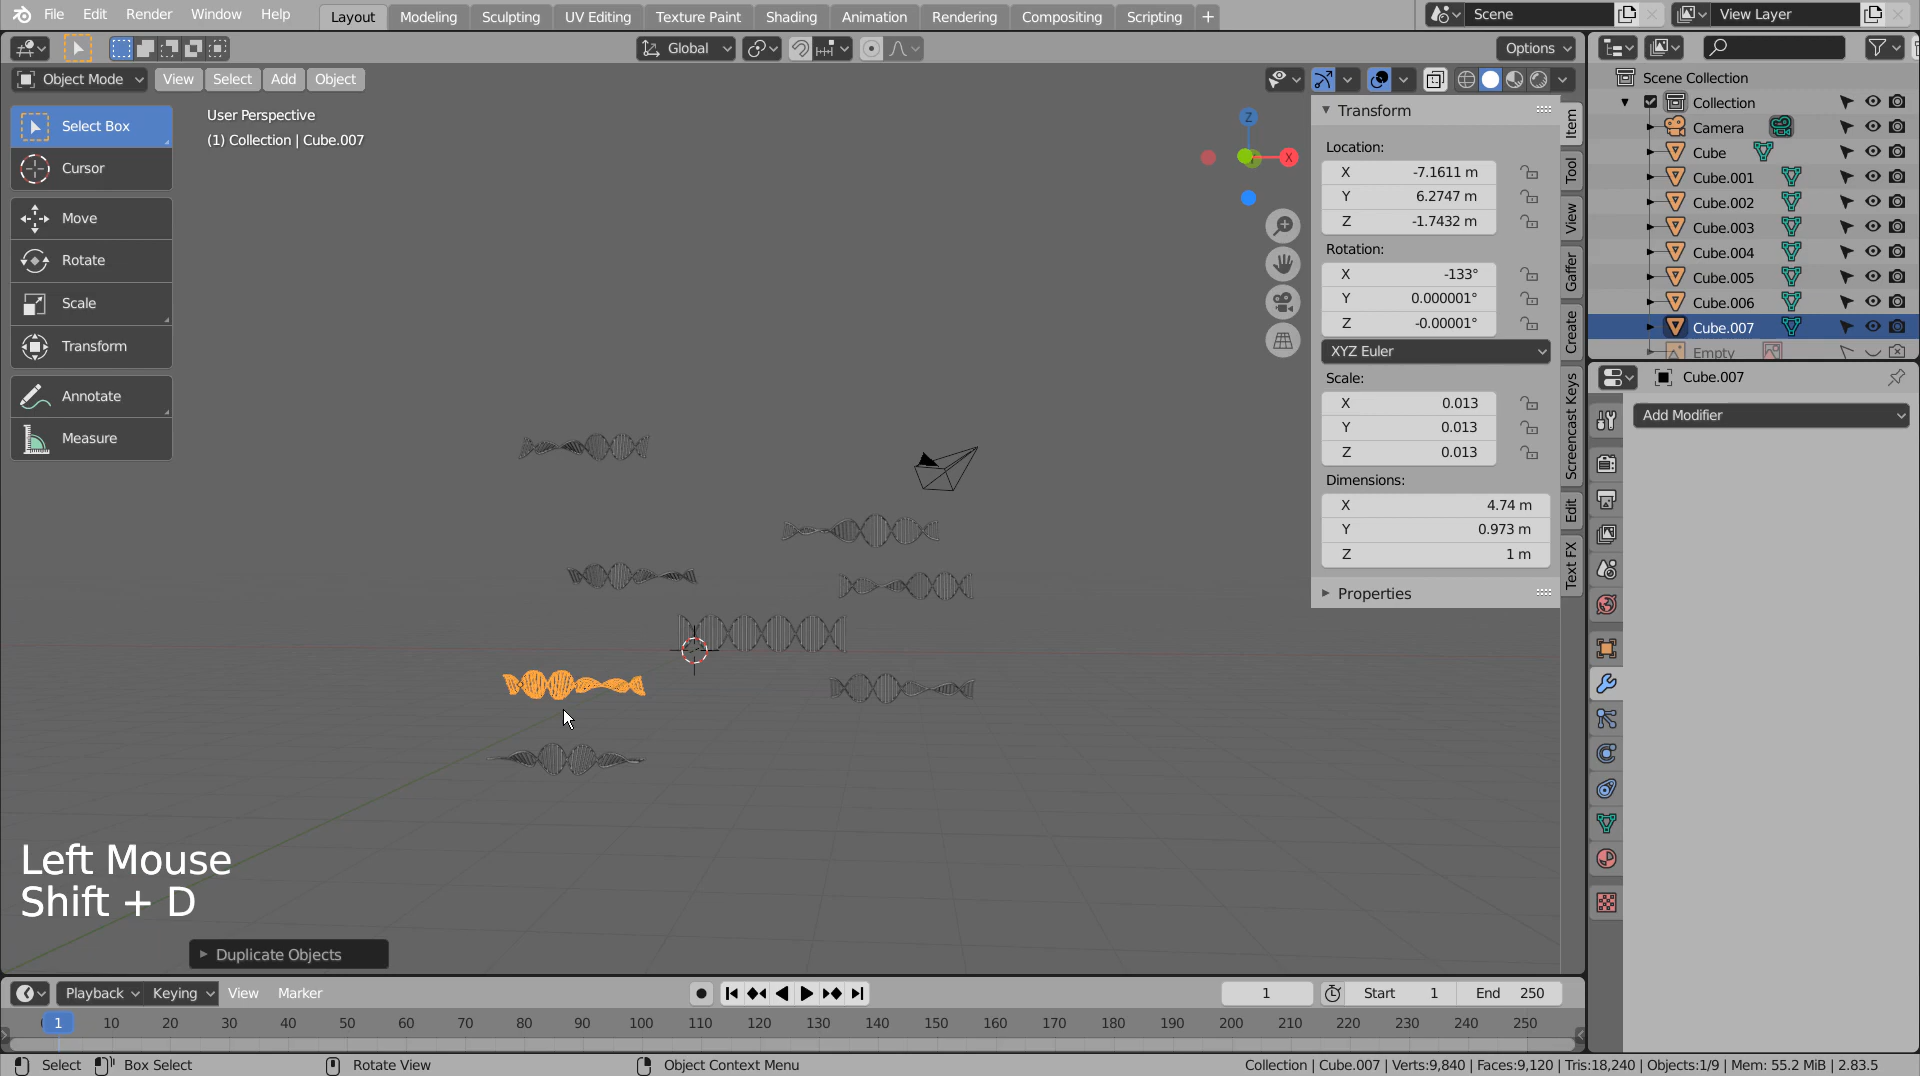 File Edit Render Window Help Layout Modeling Sculpting UV Editing Texture Paint Shading Animation Rendering Compositing Scripting + Scene View Layer
Global Options
Object Mode View Select Add Object
Select Box
Cursor
Move
Rotate
Scale
Transform
Annotate
Measure
User Perspective
(1) Collection | Cube.007
Z
X
Transform
Location:
X -7.1611 m
Y 6.2747 m
Z -1.7432 m
Rotation:
X -133°
Y 0.000001°
Z -0.00001°
XYZ Euler
Scale:
X 0.013
Y 0.013
Z 0.013
Dimensions:
X 4.74 m
Y 0.973 m
Z 1 m
Properties
Item
Tool
View
Gaffer
Create
Screencast Keys
Edit
Text FX
Scene Collection
Collection
Camera
Cube
Cube.001
Cube.002
Cube.003
Cube.004
Cube.005
Cube.006
Cube.007
Empty
Cube.007
Add Modifier
Left Mouse
Shift + D
Duplicate Objects
Playback Keying View Marker 1 Start 1 End 250
1 10 20 30 40 50 60 70 80 90 100 110 120 130 140 150 160 170 180 190 200 210 220 230 240 250
Select Box Select Rotate View Object Context Menu Collection | Cube.007 | Verts:9,840 | Faces:9,120 | Tris:18,240 | Objects:1/9 | Mem: 55.2 MiB | 2.83.5